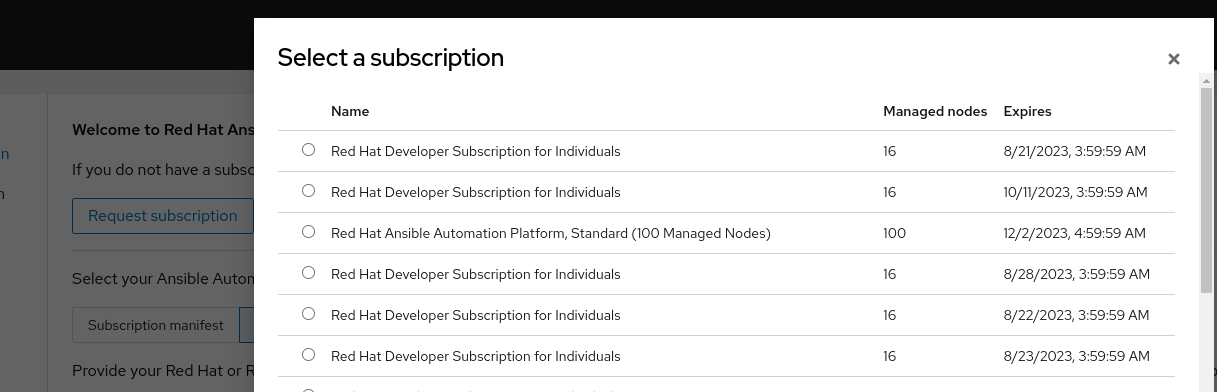 Select a subscription
Name Managed nodes Expires
Red Hat Developer Subscription for Individuals 16 8/21/2023, 3:59:59 AM
Red Hat Developer Subscription for Individuals 16 10/11/2023, 3:59:59 AM
Red Hat Ansible Automation Platform, Standard (100 Managed Nodes) 100 12/2/2023, 4:59:59 AM
Red Hat Developer Subscription for Individuals 16 8/28/2023, 3:59:59 AM
Red Hat Developer Subscription for Individuals 16 8/22/2023, 3:59:59 AM
Red Hat Developer Subscription for Individuals 16 8/23/2023, 3:59:59 AM
Welcome to Red Hat Ans
If you do not have a subsc
Request subscription
Select your Ansible Autom
Subscription manifest
Provide your Red Hat or R